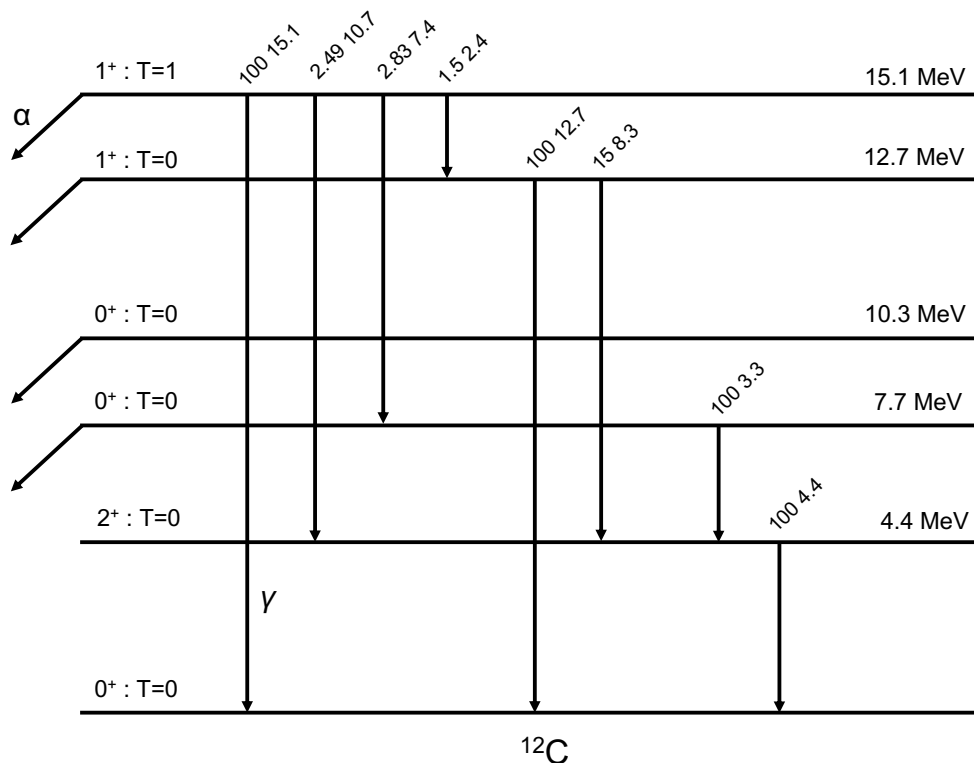 100 15.1
2.49 10.7
2.83 7.4
1.5 2.4
1⁺ : T=1
15.1 MeV
α
100 12.7
15 8.3
1⁺ : T=0
12.7 MeV
0⁺ : T=0
10.3 MeV
100 3.3
0⁺ : T=0
7.7 MeV
100 4.4
2⁺ : T=0
4.4 MeV
γ
0⁺ : T=0
¹²C